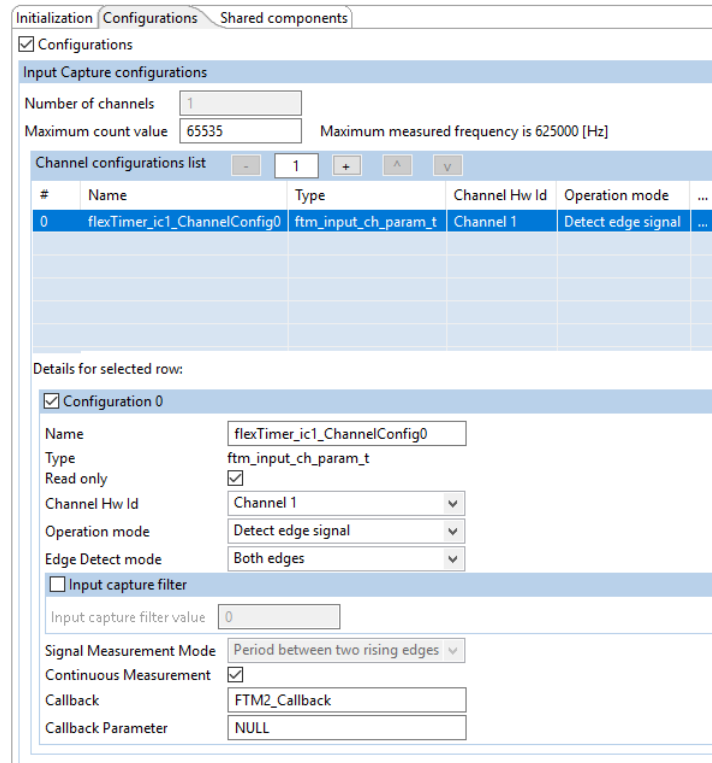 Initialization Configurations Shared components
Configurations
Input Capture configurations
Number of channels 1
Maximum count value 65535 Maximum measured frequency is 625000 [Hz]
Channel configurations list - 1 + ^ v
# Name Type Channel Hw Id Operation mode ...
0 flexTimer_ic1_ChannelConfig0 ftm_input_ch_param_t Channel 1 Detect edge signal ...
Details for selected row:
Configuration 0
Name flexTimer_ic1_ChannelConfig0
Type ftm_input_ch_param_t
Read only
Channel Hw Id Channel 1
Operation mode Detect edge signal
Edge Detect mode Both edges
Input capture filter
Input capture filter value 0
Signal Measurement Mode Period between two rising edges
Continuous Measurement
Callback FTM2_Callback
Callback Parameter NULL